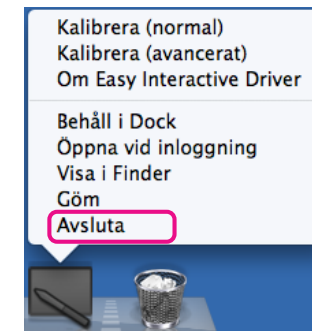 Kalibrera (normal)
Kalibrera (avancerat)
Om Easy Interactive Driver
Behåll i Dock
Öppna vid inloggning
Visa i Finder
Göm
Avsluta